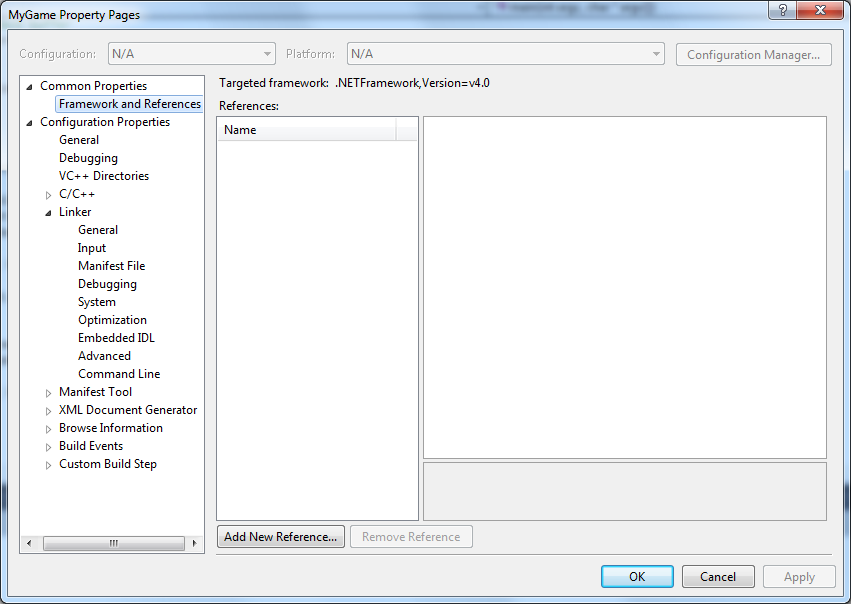 MyGame Property Pages
Configuration: N/A Platform: N/A Configuration Manager...
Common Properties
Framework and References
Configuration Properties
General
Debugging
VC++ Directories
C/C++
Linker
General
Input
Manifest File
Debugging
System
Optimization
Embedded IDL
Advanced
Command Line
Manifest Tool
XML Document Generator
Browse Information
Build Events
Custom Build Step
Targeted framework: .NETFramework,Version=v4.0
References:
Name
Add New Reference... Remove Reference
OK Cancel Apply